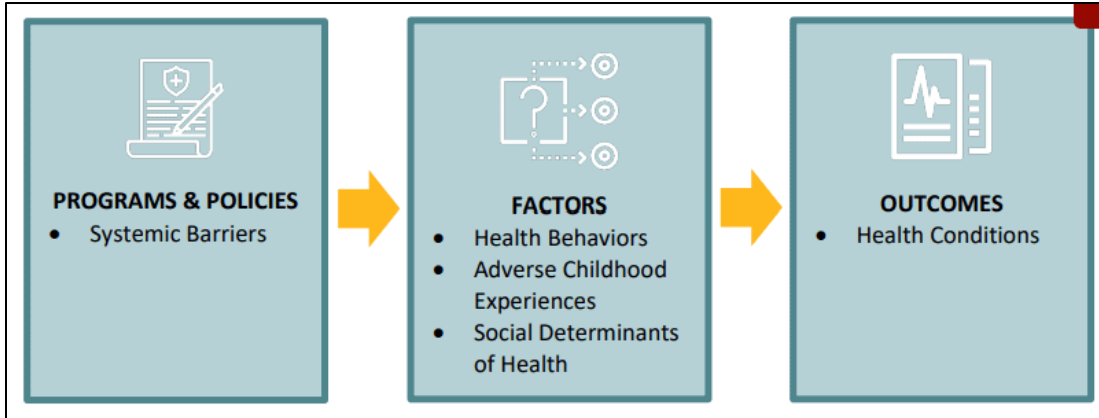 PROGRAMS & POLICIES
• Systemic Barriers
FACTORS
• Health Behaviors
• Adverse Childhood
Experiences
• Social Determinants
of Health
OUTCOMES
• Health Conditions